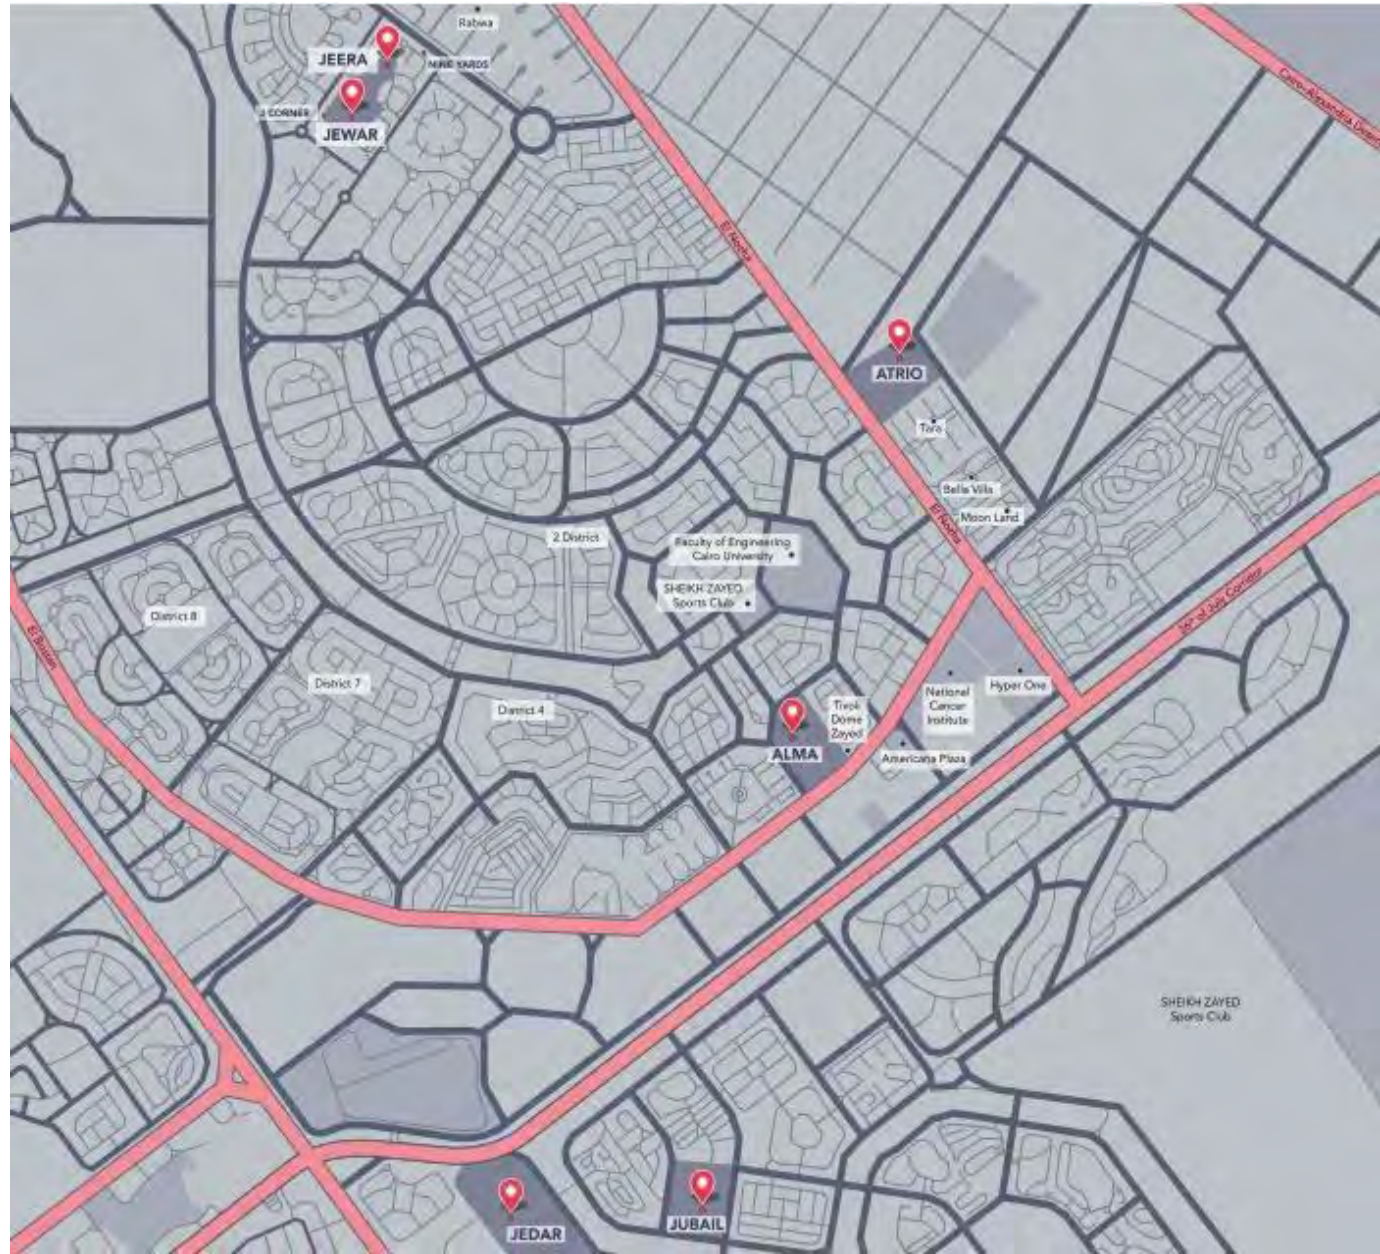 Rabwa
JEERA
NINE YARDS
J CORNER
JEWAR
Cairo-Alexandria Desert
El Nozha
ATRIO
Tara
Bella Villa
Moon Land
El Nozha
2 District
Faculty of Engineering
Cairo University
SHEIKH ZAYED
Sports Club
26th of July Corridor
District 8
El Bostan
District 7
District 4
National
Cancer
Institute
Hyper One
Tivoli
Dome
Zayed
ALMA
Americana Plaza
SHEIKH ZAYED
Sports Club
JEDAR
JUBAIL